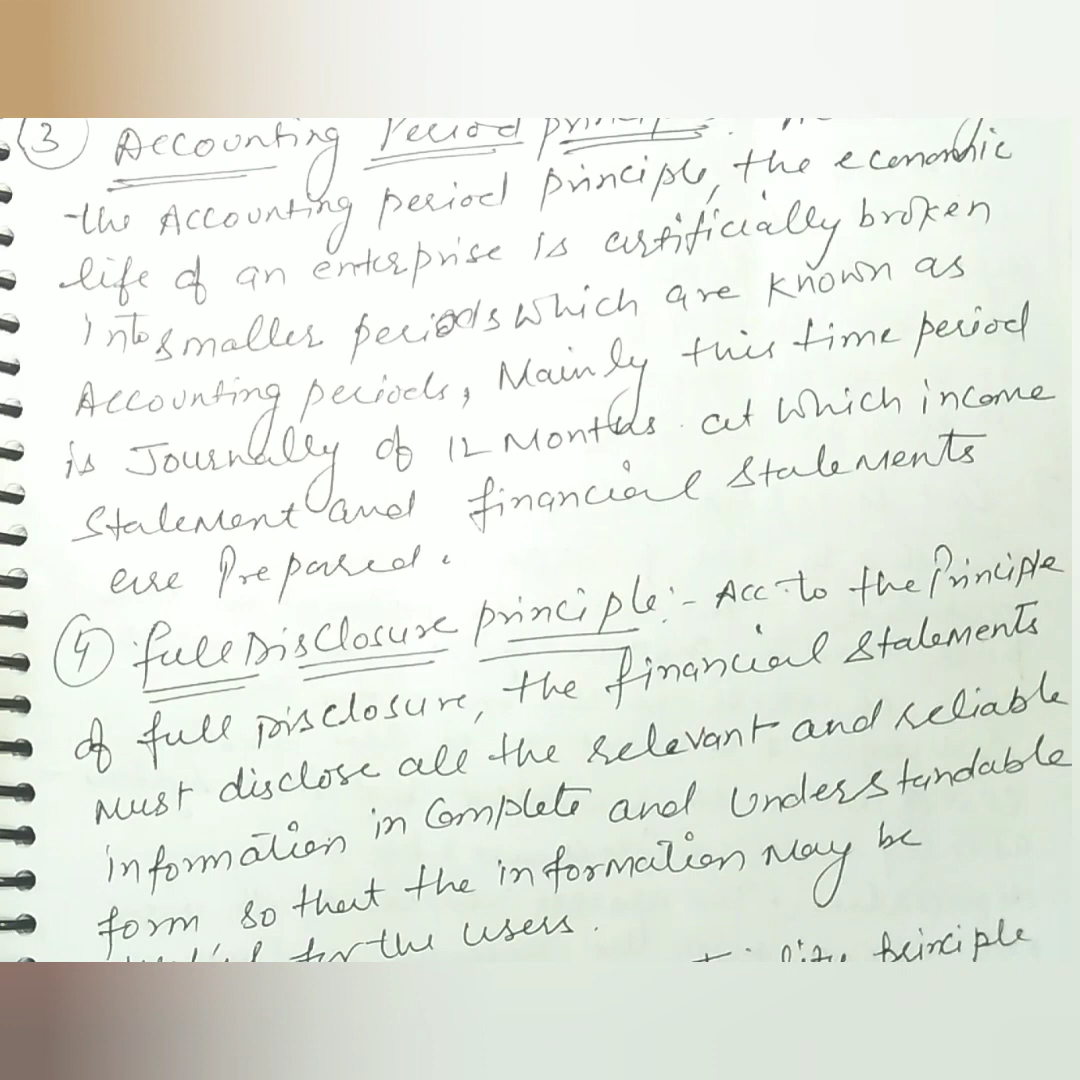 ③ Accounting Period principle.
the Accounting period principle, the economic
life of an enterprise is artificially broken
into smaller periods which are known as
Accounting periods, Mainly this time period
is Journally of 12 Months. at which income
Statement and financial Statements
are Prepared.
④ full Disclosure principle:- Acc. to the Principle
of full Disclosure, the financial Statements
Must disclose all the relevant and reliable
information in Complete and Understandable
form so that the information May be
for the users.
principle